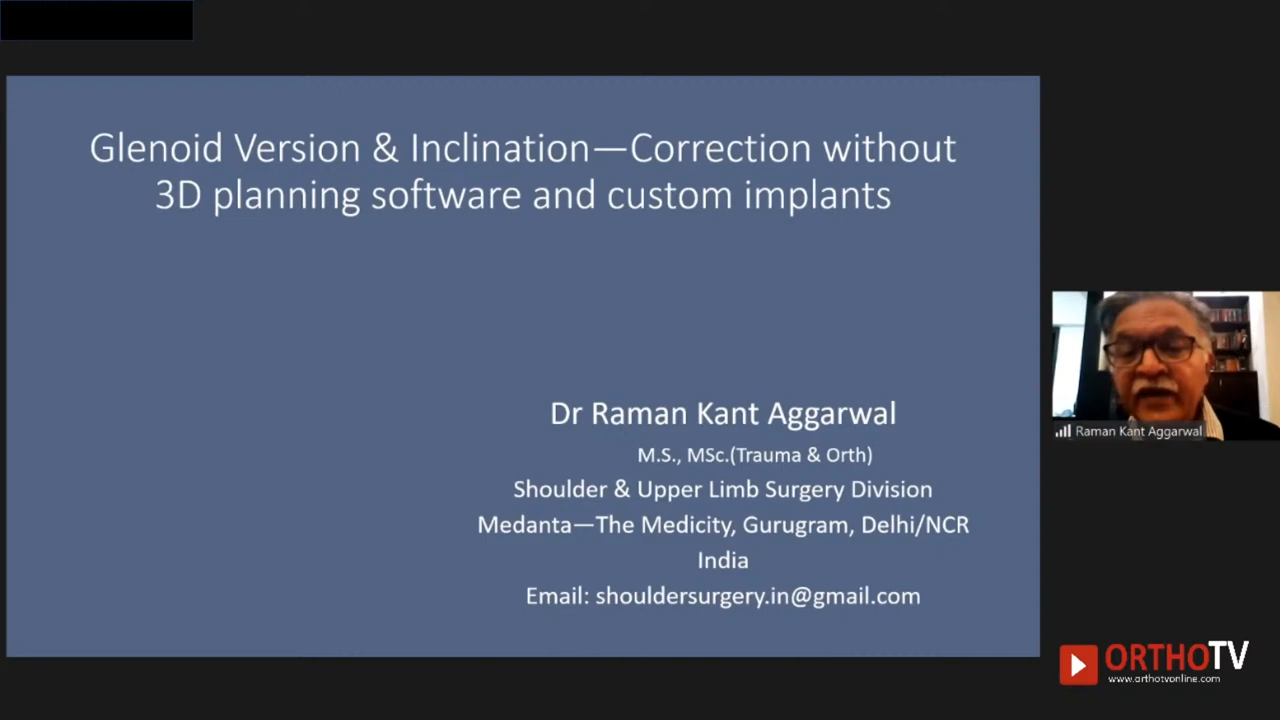 Glenoid Version & Inclination—Correction without
3D planning software and custom implants
Dr Raman Kant Aggarwal
M.S., MSc.(Trauma & Orth)
Shoulder & Upper Limb Surgery Division
Medanta—The Medicity, Gurugram, Delhi/NCR
India
Email: shouldersurgery.in@gmail.com
Raman Kant Aggarwal
ORTHOTV
www.orthotvonline.com